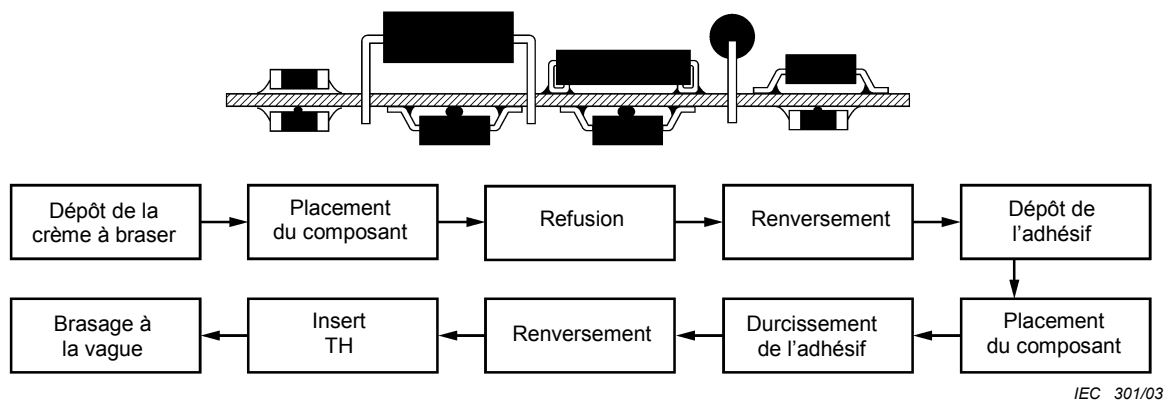 Dépôt de la
crème à braser
Placement
du composant
Refusion
Renversement
Dépôt de
l’adhésif
Placement
du composant
Durcissement
de l’adhésif
Renversement
Insert
TH
Brasage à
la vague
IEC 301/03